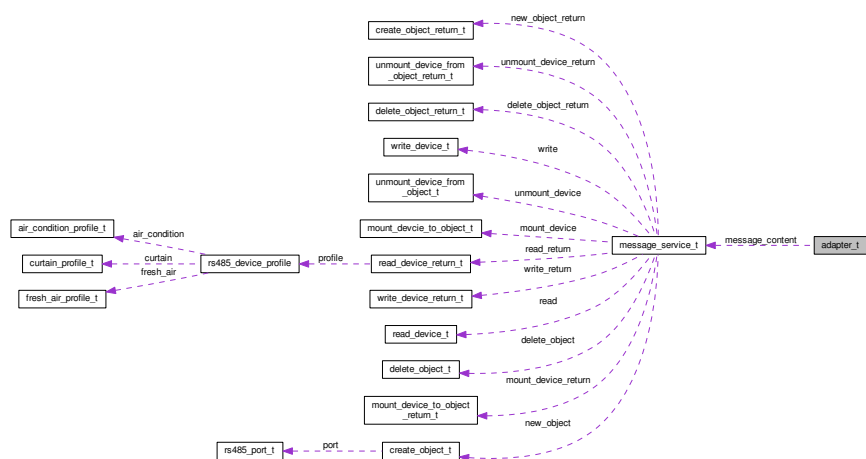 new_object_return
create_object_return_t
unmount_device_return
unmount_device_from
_object_return_t
delete_object_return
delete_object_return_t
write
write_device_t
unmount_device_from
_object_t
unmount_device
air_condition_profile_t
air_condition
mount_devcie_to_object_t
mount_device
message_service_t
message_content
adapter_t
read_return
curtain_profile_t
curtain
rs485_device_profile
profile
read_device_return_t
fresh_air
write_return
fresh_air_profile_t
write_device_return_t
read
read_device_t
delete_object
delete_object_t
mount_device_return
mount_device_to_object
_return_t
new_object
rs485_port_t
port
create_object_t